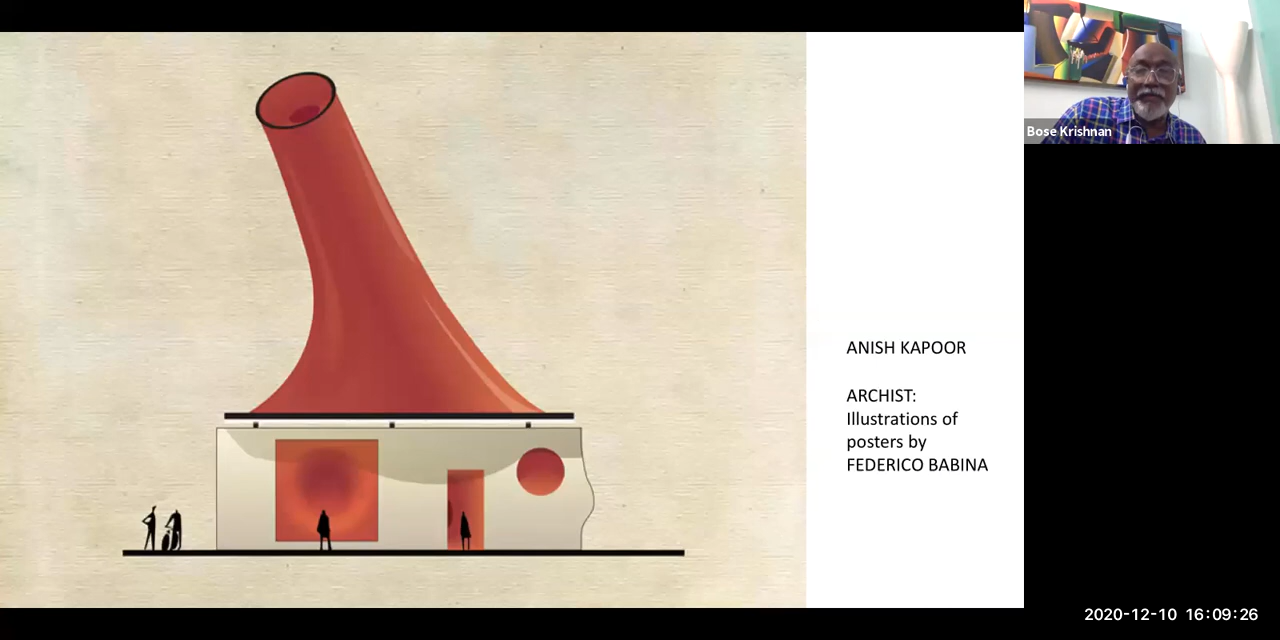 Bose Krishnan
ANISH KAPOOR
ARCHIST:
Illustrations of
posters by
FEDERICO BABINA
2020-12-10 16:09:26